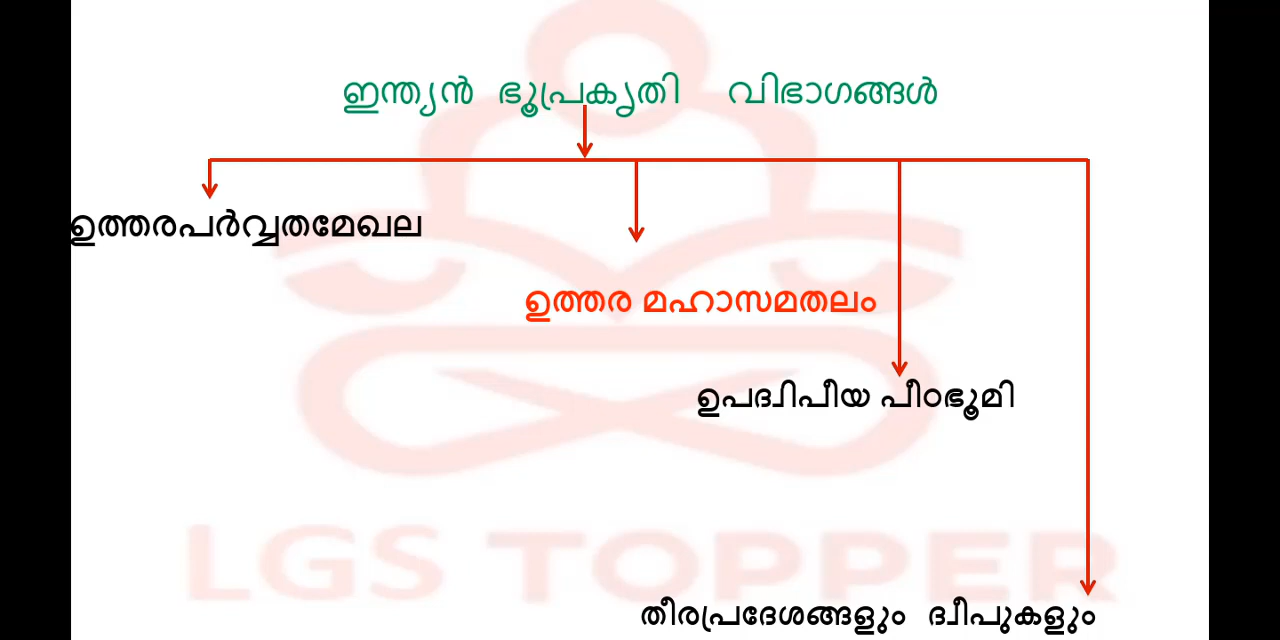 ഇന്ത്യൻ ഭൂപ്രകൃതി വിഭാഗങ്ങൾ
ഉത്തരപർവ്വതമേഖല
ഉത്തര മഹാസമതലം
ഉപദ്വിപീയ പീഠഭൂമി
LGS TOPPER
തീരപ്രദേശങ്ങളും ദ്വീപുകളും